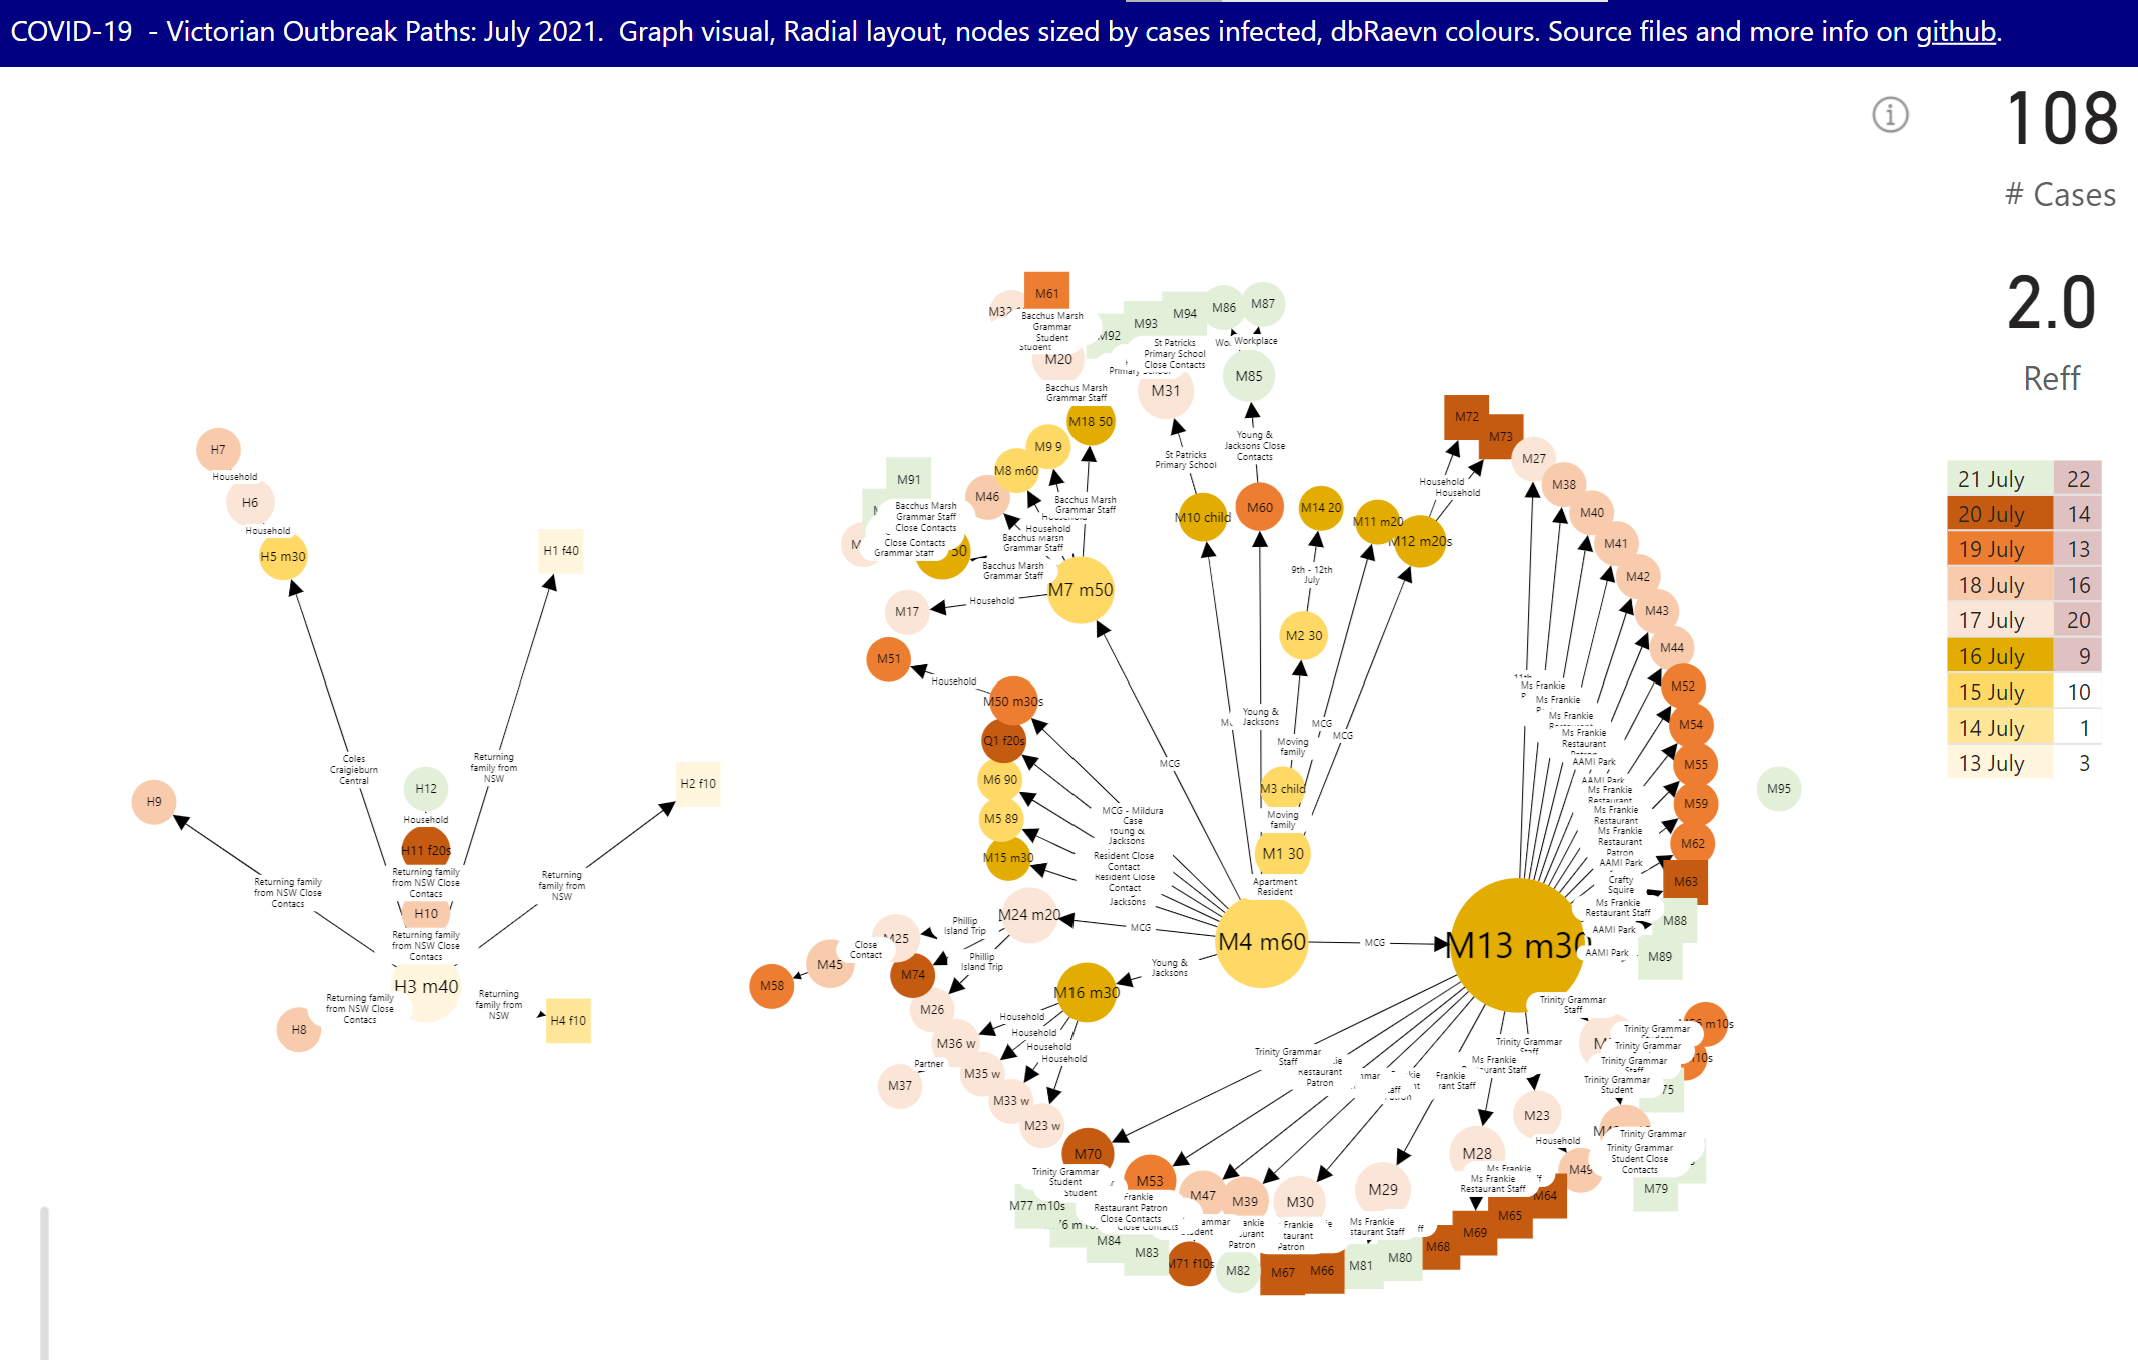 COVID-19 - Victorian Outbreak Paths: July 2021. Graph visual, Radial layout, nodes sized by cases infected, dbRaevn colours. Source files and more info on github.
108
# Cases
2.0
Reff
21 July 22
20 July 14
19 July 13
18 July 16
17 July 20
16 July 9
15 July 10
14 July 1
13 July 3
H7
Household
H6
Household
H5 m30
Coles
Craigieburn
Central
H1 f40
Returning
family from
NSW
H2 f10
Returning
family from
NSW
H12
Household
H11 f20s
Returning family
from NSW Close
Contacs
H10
Returning family
from NSW Close
Contacs
H9
Returning family
from NSW Close
Contacs
H3 m40
H8
Returning family
from NSW Close
Contacs
Returning
family from
NSW
H4 f10
M61
Bacchus Marsh
Grammar
Student
M20
Bacchus Marsh
Grammar Staff
M18 50
M93
M94
M86
M87
Workplace
St Patricks
Primary School
Close Contacts
M31
M85
St Patricks
Primary School
Young &
Jacksons Close
Contacts
M9 9
M8 m60
M46
M91
Bacchus Marsh
Grammar Staff
Close Contacts
Close Contacts
Grammar Staff
Bacchus Marsh
Grammar Staff
Household
Bacchus Marsh
Grammar Staff
Bacchus Marsh
Grammar Staff
M7 m50
M17
Household
M51
Household
M50 m30s
Q1 f20s
M6 90
M5 89
M15 m30
MCG
MCG - Mildura
Case
Young &
Resident Close
Contact
Resident Close
Contact
Jacksons
M10 child
M60
M14 20
M11 m20
M12 m20s
9th - 12th
July
M2 30
Young &
Jacksons
Moving
family
MCG
MCG
M3 child
Moving
family
M1 30
Apartment
Resident
M72
M73
Household
Household
M27
M38
M40
M41
M42
M43
M44
M52
M54
M55
M59
M62
M63
M88
M89
M95
Ms Frankie
Ms Frankie
Ms Frankie
Ms Frankie
Restaurant
AAMI Park
AAMI Park
Ms Frankie
Restaurant
Ms Frankie
Restaurant
Ms Frankie
Restaurant
Patron
AAMI Park
Crafty
Squire
Ms Frankie
Restaurant Staff
AAMI Park
AAMI Park
M24 m20
MCG
M4 m60
MCG
M13 m30
Phillip
Island Trip
M25
Close
Contact
M45
M58
M74
Phillip
Island Trip
M26
Young &
Jacksons
M16 m30
Household
Household
Household
Household
M36 w
Partner
M37
M35 w
M33 w
M23 w
Trinity Grammar
Staff
Trinity Grammar
Staff
Restaurant
Patron
Ms Frankie
Trinity Grammar
Staff
M23
Household
M28
M49
Trinity Grammar
Trinity Grammar
Trinity Grammar
Staff
Trinity Grammar
Student
Trinity Grammar
Trinity Grammar
Student Close
Contacts
M79
M70
Trinity Grammar
Student
Student
M77 m10s
M84
M83
M53
Frankie
Restaurant Patron
Close Contacts
M71 f10s
M47
M39
M30
M29
M82
M67
M66
M81
M80
M68
M69
M65
M64
Ms Frankie
Ms Frankie
Restaurant Staff
Ms Frankie
Frankie
Patron
Patron